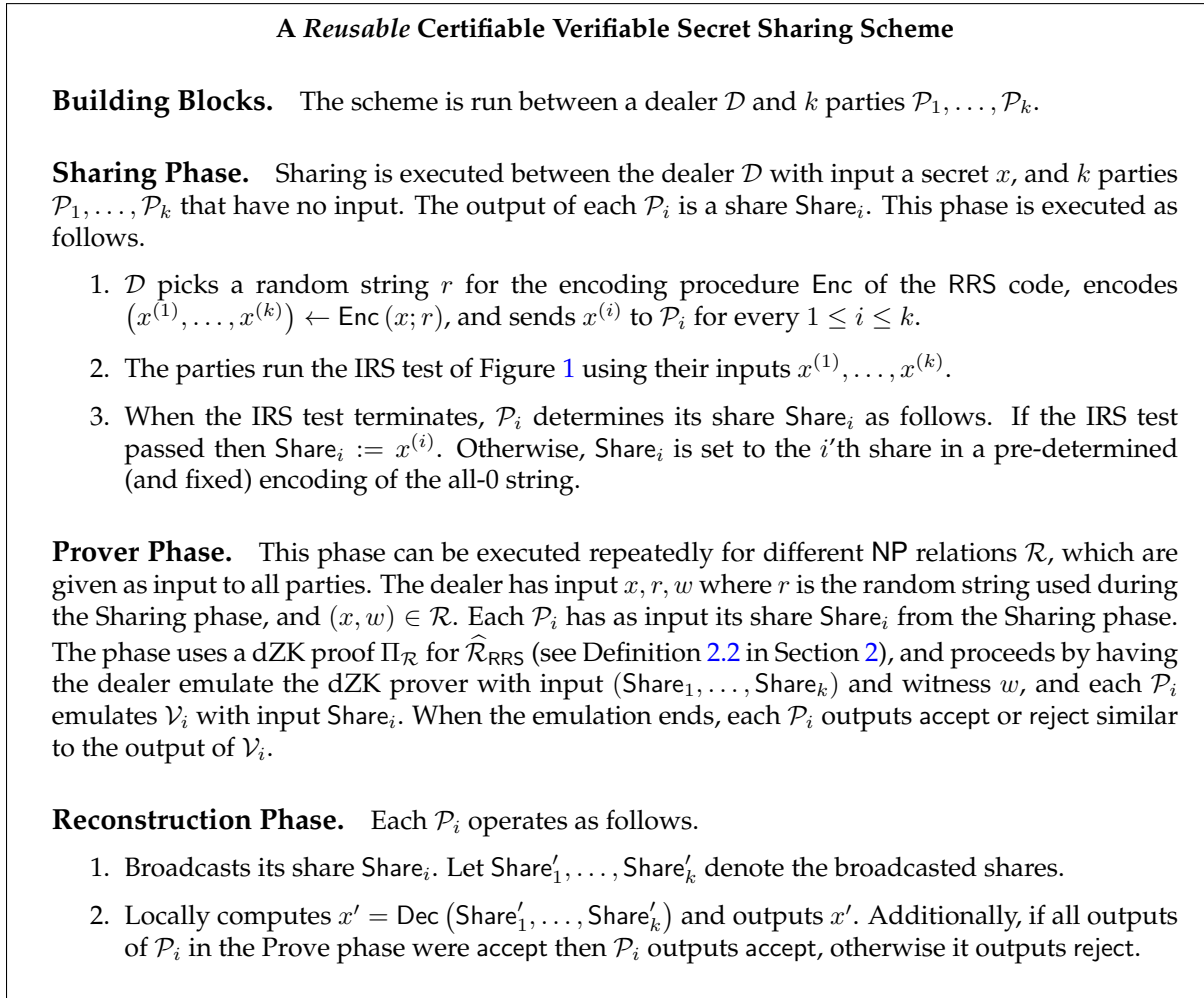 A Reusable Certifiable Verifiable Secret Sharing Scheme
Building Blocks. The scheme is run between a dealer 𝒟 and k parties 𝒫₁, . . . , 𝒫ₖ.
Sharing Phase. Sharing is executed between the dealer 𝒟 with input a secret x, and k parties
𝒫₁, . . . , 𝒫ₖ that have no input. The output of each 𝒫ᵢ is a share Shareᵢ. This phase is executed as
follows.
1. 𝒟 picks a random string r for the encoding procedure Enc of the RRS code, encodes
(x⁽¹⁾, . . . , x⁽ᵏ⁾) ← Enc (x; r), and sends x⁽ⁱ⁾ to 𝒫ᵢ for every 1 ≤ i ≤ k.
2. The parties run the IRS test of Figure 1 using their inputs x⁽¹⁾, . . . , x⁽ᵏ⁾.
3. When the IRS test terminates, 𝒫ᵢ determines its share Shareᵢ as follows. If the IRS test
passed then Shareᵢ := x⁽ⁱ⁾. Otherwise, Shareᵢ is set to the i'th share in a pre-determined
(and fixed) encoding of the all-0 string.
Prover Phase. This phase can be executed repeatedly for different NP relations ℛ, which are
given as input to all parties. The dealer has input x, r, w where r is the random string used during
the Sharing phase, and (x, w) ∈ ℛ. Each 𝒫ᵢ has as input its share Shareᵢ from the Sharing phase.
The phase uses a dZK proof Π_ℛ for ℛ̂_RRS (see Definition 2.2 in Section 2), and proceeds by having
the dealer emulate the dZK prover with input (Share₁, . . . , Shareₖ) and witness w, and each 𝒫ᵢ
emulates 𝒱ᵢ with input Shareᵢ. When the emulation ends, each 𝒫ᵢ outputs accept or reject similar
to the output of 𝒱ᵢ.
Reconstruction Phase. Each 𝒫ᵢ operates as follows.
1. Broadcasts its share Shareᵢ. Let Share′₁, . . . , Share′ₖ denote the broadcasted shares.
2. Locally computes x′ = Dec (Share′₁, . . . , Share′ₖ) and outputs x′. Additionally, if all outputs
of 𝒫ᵢ in the Prove phase were accept then 𝒫ᵢ outputs accept, otherwise it outputs reject.